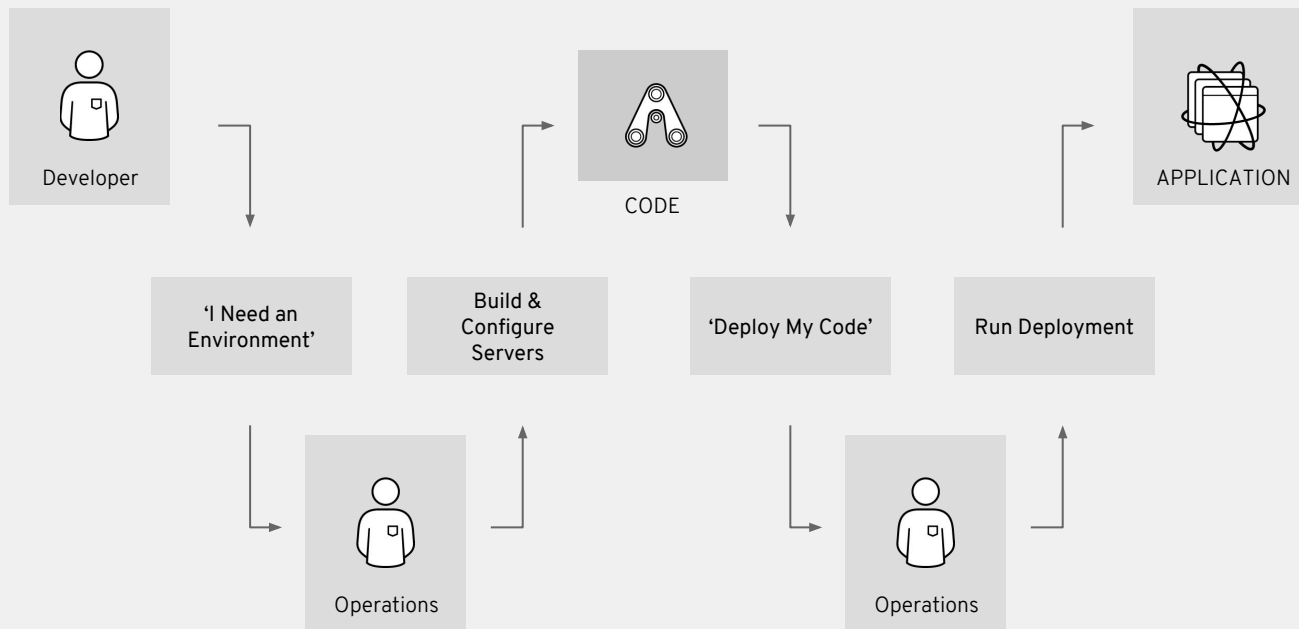 Developer
CODE
APPLICATION
‘I Need an
Environment’
Build &
Configure
Servers
‘Deploy My Code’
Run Deployment
Operations
Operations